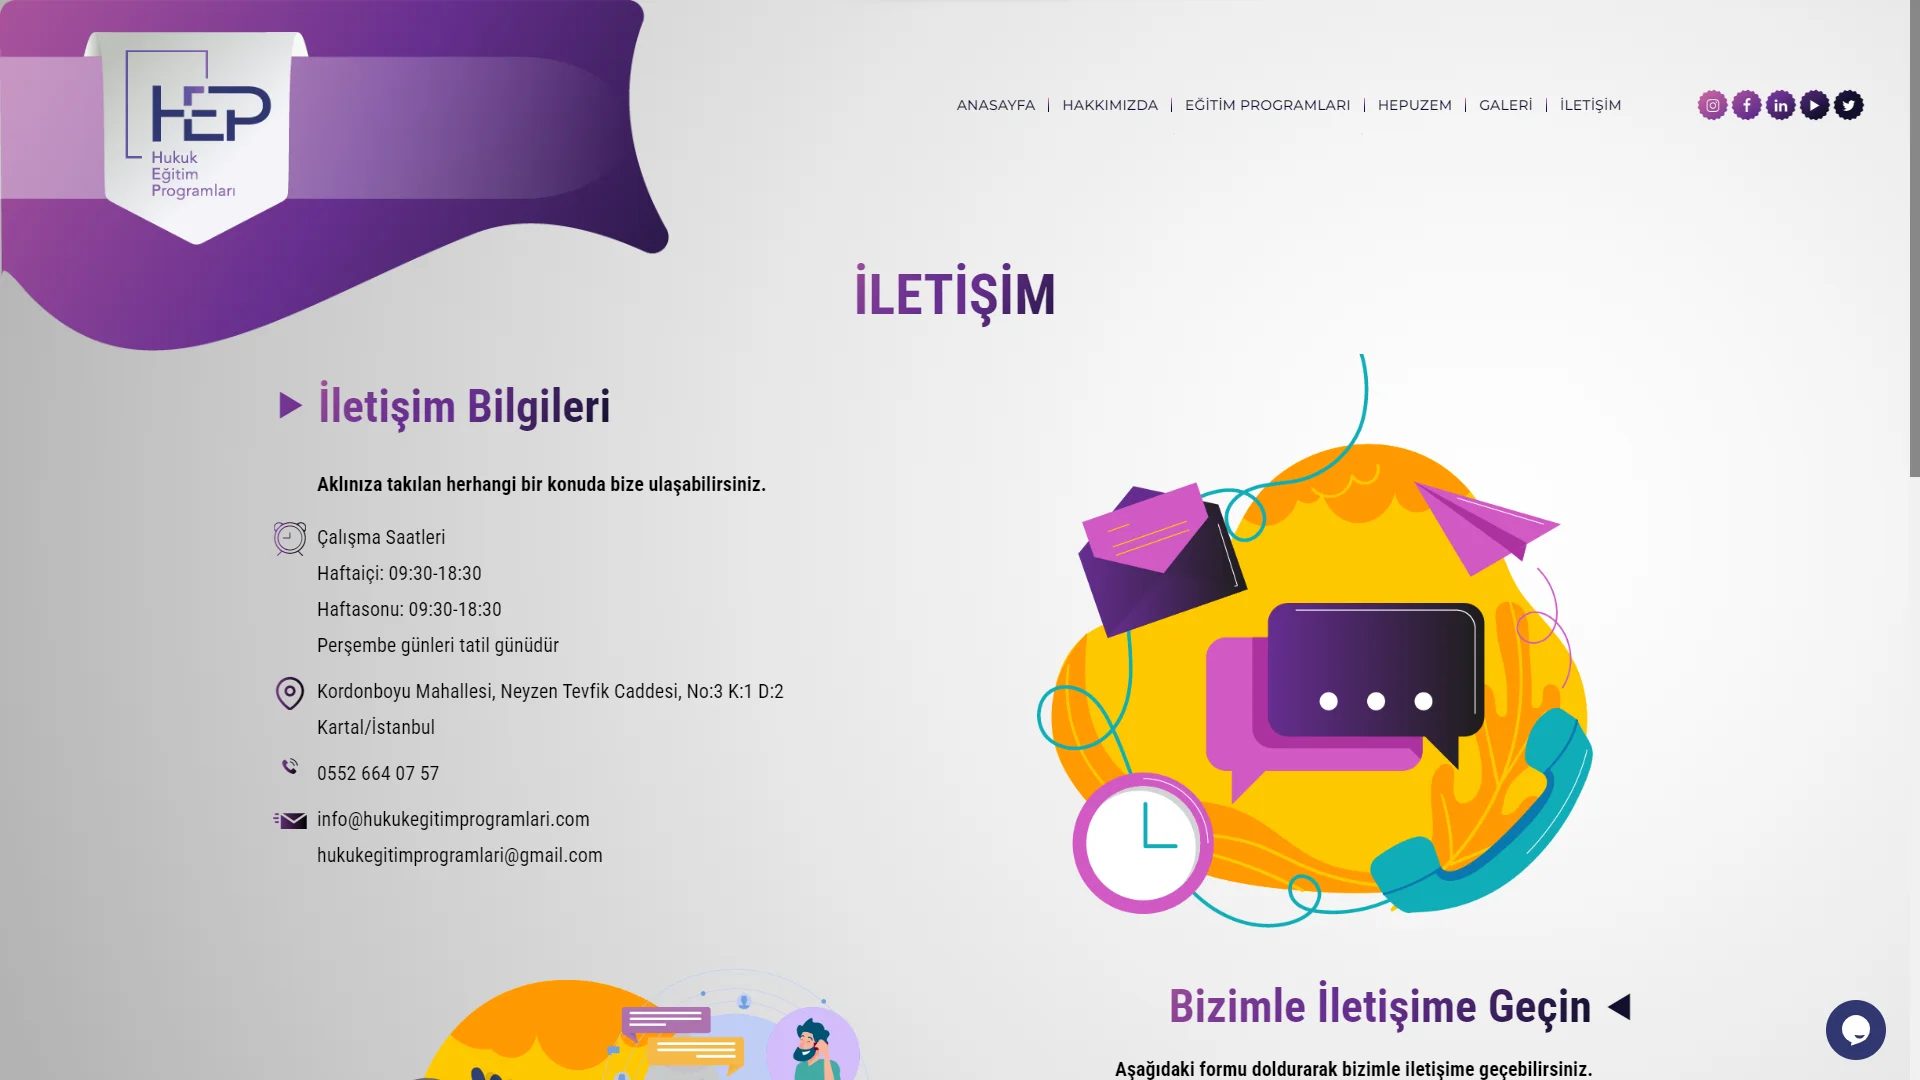 HEP
Hukuk
Eğitim
Programları
ANASAYFA
HAKKIMIZDA
EĞİTİM PROGRAMLARI
HEPUZEM
GALERİ
İLETİŞİM
İLETİŞİM
İletişim Bilgileri
Aklınıza takılan herhangi bir konuda bize ulaşabilirsiniz.
Çalışma Saatleri
Haftaiçi: 09:30-18:30
Haftasonu: 09:30-18:30
Perşembe günleri tatil günüdür
Kordonboyu Mahallesi, Neyzen Tevfik Caddesi, No:3 K:1 D:2
Kartal/İstanbul
0552 664 07 57
info@hukukegitimprogramlari.com
hukukegitimprogramlari@gmail.com
Bizimle İletişime Geçin
Aşağıdaki formu doldurarak bizimle iletişime geçebilirsiniz.